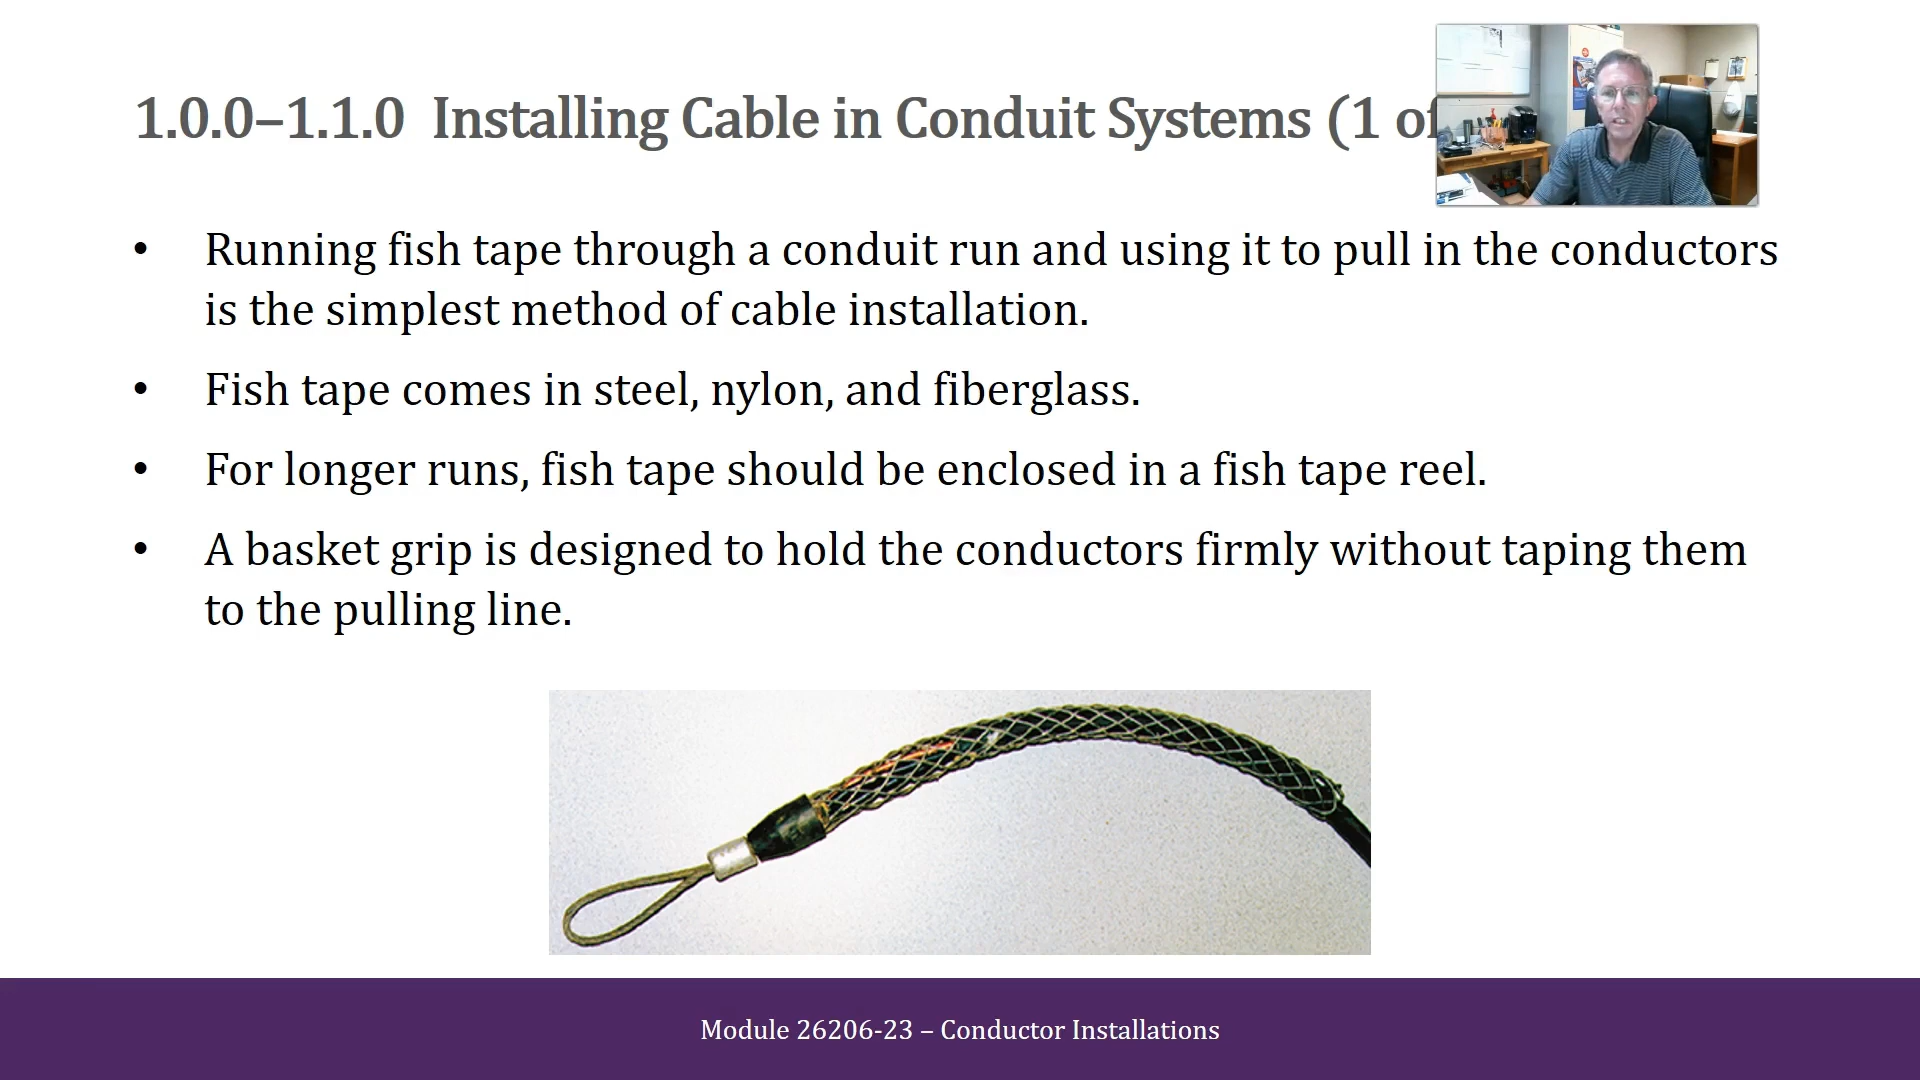 1.0.0–1.1.0 Installing Cable in Conduit Systems (1 of
• Running fish tape through a conduit run and using it to pull in the conductors
is the simplest method of cable installation.
• Fish tape comes in steel, nylon, and fiberglass.
• For longer runs, fish tape should be enclosed in a fish tape reel.
• A basket grip is designed to hold the conductors firmly without taping them
to the pulling line.
Module 26206-23 – Conductor Installations